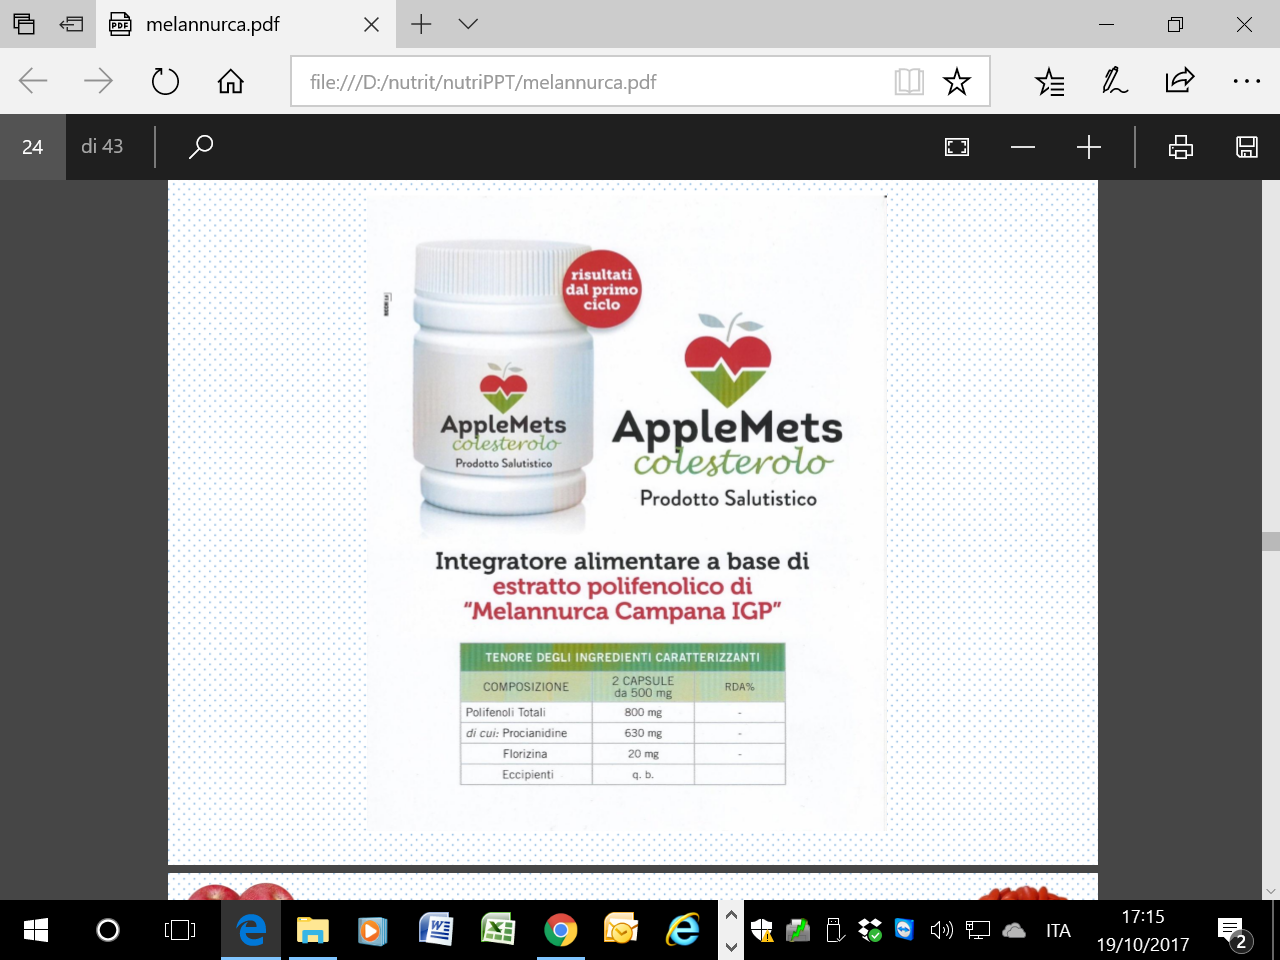 melannurca.pdf
file:///D:/nutrit/nutriPPT/melannurca.pdf
24 di 43
risultati
dal primo
ciclo
AppleMets
colesterolo
Prodotto Salutistico
AppleMets
colesterolo
Prodotto Salutistico
Integratore alimentare a base di
estratto polifenolico di
“Melannurca Campana IGP”
TENORE DEGLI INGREDIENTI CARATTERIZZANTI
COMPOSIZIONE 2 CAPSULE da 500 mg RDA%
Polifenoli Totali 800 mg -
di cui: Procianidine 630 mg -
Florizina 20 mg -
Eccipienti q. b.
ITA
17:15
19/10/2017
2